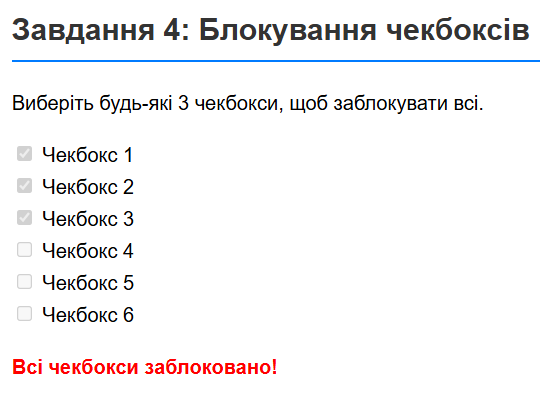 Завдання 4: Блокування чекбоксів
Виберіть будь-які 3 чекбокси, щоб заблокувати всі.
Чекбокс 1
Чекбокс 2
Чекбокс 3
Чекбокс 4
Чекбокс 5
Чекбокс 6
Всі чекбокси заблоковано!